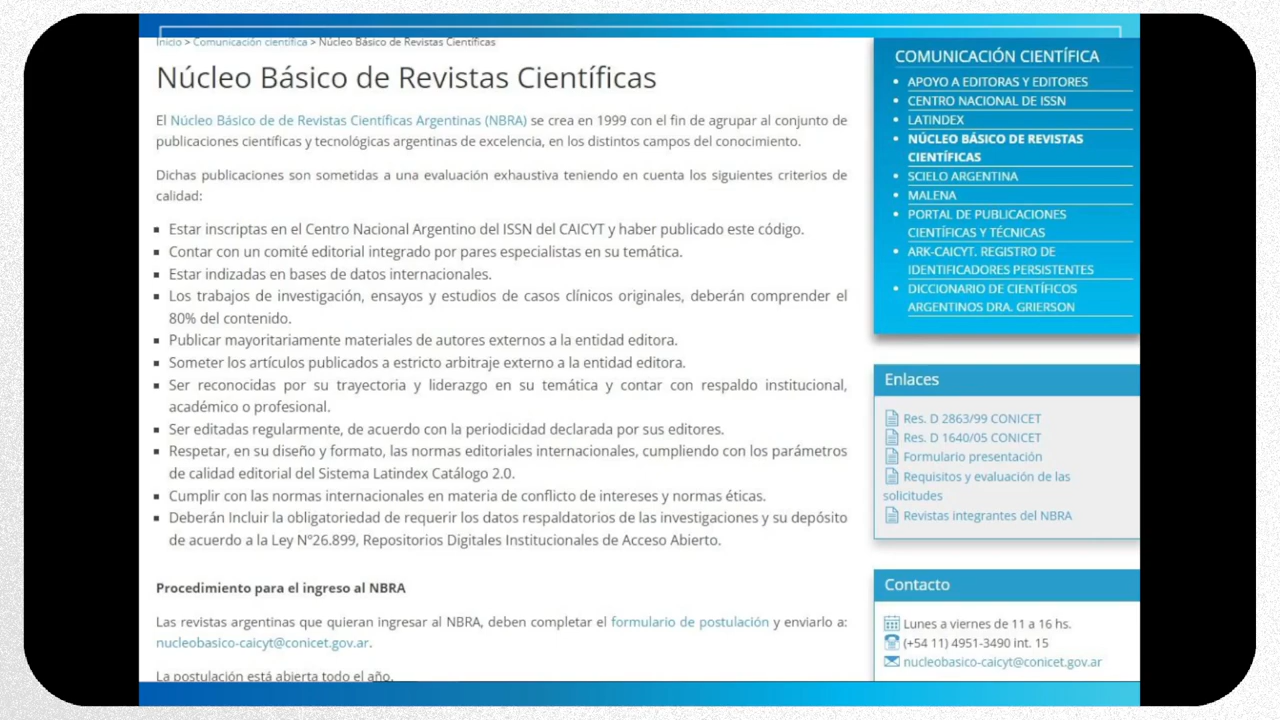 Inicio > Comunicación científica > Núcleo Básico de Revistas Científicas
Núcleo Básico de Revistas Científicas
El Núcleo Básico de de Revistas Científicas Argentinas (NBRA) se crea en 1999 con el fin de agrupar al conjunto de
publicaciones científicas y tecnológicas argentinas de excelencia, en los distintos campos del conocimiento.
Dichas publicaciones son sometidas a una evaluación exhaustiva teniendo en cuenta los siguientes criterios de
calidad:
Estar inscriptas en el Centro Nacional Argentino del ISSN del CAICYT y haber publicado este código.
Contar con un comité editorial integrado por pares especialistas en su temática.
Estar indizadas en bases de datos internacionales.
Los trabajos de investigación, ensayos y estudios de casos clínicos originales, deberán comprender el
80% del contenido.
Publicar mayoritariamente materiales de autores externos a la entidad editora.
Someter los artículos publicados a estricto arbitraje externo a la entidad editora.
Ser reconocidas por su trayectoria y liderazgo en su temática y contar con respaldo institucional,
académico o profesional.
Ser editadas regularmente, de acuerdo con la periodicidad declarada por sus editores.
Respetar, en su diseño y formato, las normas editoriales internacionales, cumpliendo con los parámetros
de calidad editorial del Sistema Latindex Catálogo 2.0.
Cumplir con las normas internacionales en materia de conflicto de intereses y normas éticas.
Deberán Incluir la obligatoriedad de requerir los datos respaldatorios de las investigaciones y su depósito
de acuerdo a la Ley N°26.899, Repositorios Digitales Institucionales de Acceso Abierto.
Procedimiento para el ingreso al NBRA
Las revistas argentinas que quieran ingresar al NBRA, deben completar el formulario de postulación y enviarlo a:
nucleobasico-caicyt@conicet.gov.ar.
La postulación está abierta todo el año.
COMUNICACIÓN CIENTÍFICA
APOYO A EDITORAS Y EDITORES
CENTRO NACIONAL DE ISSN
LATINDEX
NÚCLEO BÁSICO DE REVISTAS
CIENTÍFICAS
SCIELO ARGENTINA
MALENA
PORTAL DE PUBLICACIONES
CIENTÍFICAS Y TÉCNICAS
ARK-CAICYT. REGISTRO DE
IDENTIFICADORES PERSISTENTES
DICCIONARIO DE CIENTÍFICOS
ARGENTINOS DRA. GRIERSON
Enlaces
Res. D 2863/99 CONICET
Res. D 1640/05 CONICET
Formulario presentación
Requisitos y evaluación de las
solicitudes
Revistas integrantes del NBRA
Contacto
Lunes a viernes de 11 a 16 hs.
(+54 11) 4951-3490 int. 15
nucleobasico-caicyt@conicet.gov.ar